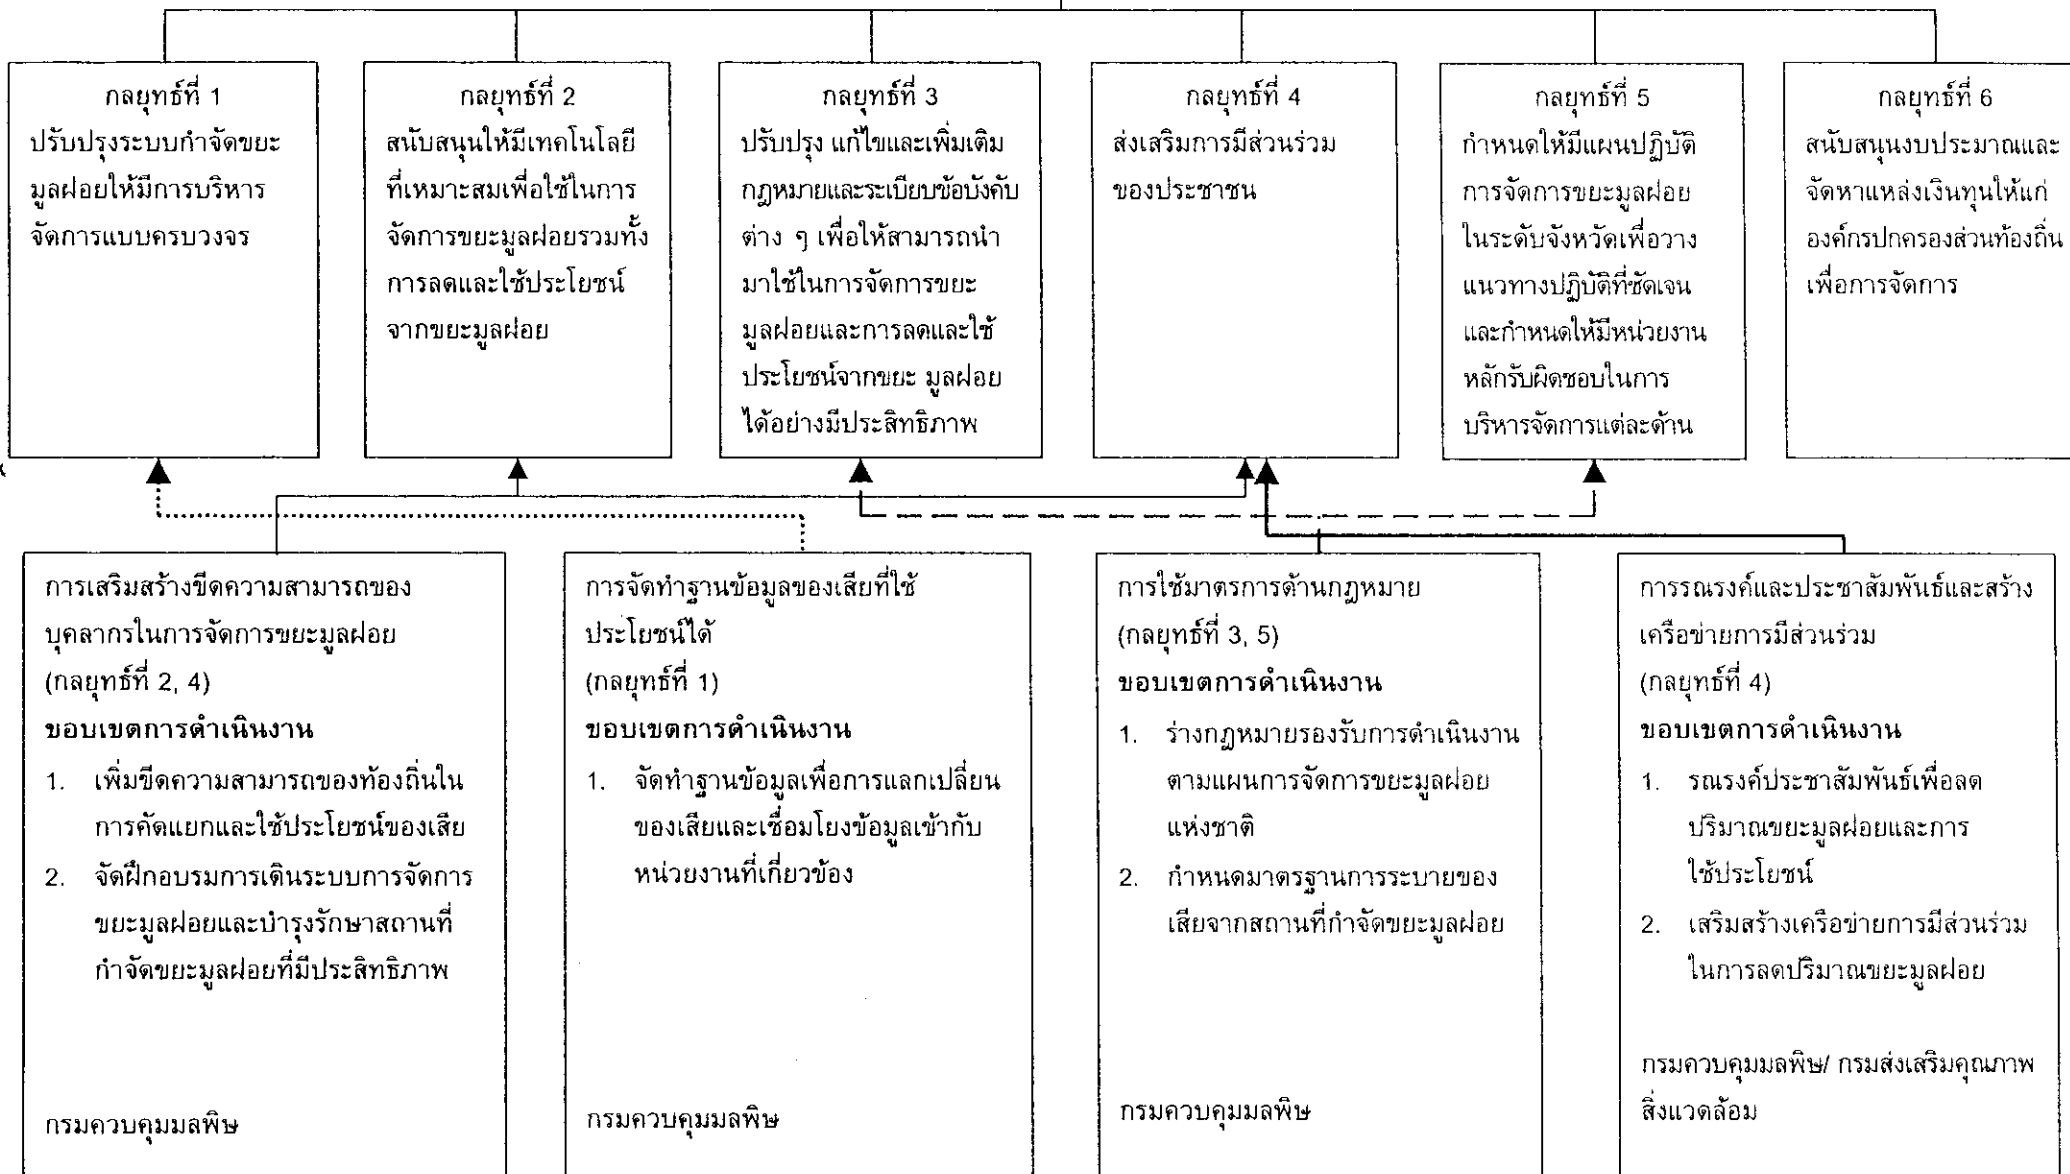 กลยุทธ์ที่ 1
ปรับปรุงระบบกำจัดขยะ
มูลฝอยให้มีการบริหาร
จัดการแบบครบวงจร
กลยุทธ์ที่ 2
สนับสนุนให้มีเทคโนโลยี
ที่เหมาะสมเพื่อใช้ในการ
จัดการขยะมูลฝอยรวมทั้ง
การลดและใช้ประโยชน์
จากขยะมูลฝอย
กลยุทธ์ที่ 3
ปรับปรุง แก้ไขและเพิ่มเติม
กฎหมายและระเบียบข้อบังคับ
ต่าง ๆ เพื่อให้สามารถนำ
มาใช้ในการจัดการขยะ
มูลฝอยและการลดและใช้
ประโยชน์จากขยะ มูลฝอย
ได้อย่างมีประสิทธิภาพ
กลยุทธ์ที่ 4
ส่งเสริมการมีส่วนร่วม
ของประชาชน
กลยุทธ์ที่ 5
กำหนดให้มีแผนปฏิบัติ
การจัดการขยะมูลฝอย
ในระดับจังหวัดเพื่อวาง
แนวทางปฏิบัติที่ชัดเจน
และกำหนดให้มีหน่วยงาน
หลักรับผิดชอบในการ
บริหารจัดการแต่ละด้าน
กลยุทธ์ที่ 6
สนับสนุนงบประมาณและ
จัดหาแหล่งเงินทุนให้แก่
องค์กรปกครองส่วนท้องถิ่น
เพื่อการจัดการ
การเสริมสร้างขีดความสามารถของ
บุคลากรในการจัดการขยะมูลฝอย
(กลยุทธ์ที่ 2, 4)
ขอบเขตการดำเนินงาน
1. เพิ่มขีดความสามารถของท้องถิ่นใน
การคัดแยกและใช้ประโยชน์ของเสีย
2. จัดฝึกอบรมการเดินระบบการจัดการ
ขยะมูลฝอยและบำรุงรักษาสถานที่
กำจัดขยะมูลฝอยที่มีประสิทธิภาพ
กรมควบคุมมลพิษ
การจัดทำฐานข้อมูลของเสียที่ใช้
ประโยชน์ได้
(กลยุทธ์ที่ 1)
ขอบเขตการดำเนินงาน
1. จัดทำฐานข้อมูลเพื่อการแลกเปลี่ยน
ของเสียและเชื่อมโยงข้อมูลเข้ากับ
หน่วยงานที่เกี่ยวข้อง
กรมควบคุมมลพิษ
การใช้มาตรการด้านกฎหมาย
(กลยุทธ์ที่ 3, 5)
ขอบเขตการดำเนินงาน
1. ร่างกฎหมายรองรับการดำเนินงาน
ตามแผนการจัดการขยะมูลฝอย
แห่งชาติ
2. กำหนดมาตรฐานการระบายของ
เสียจากสถานที่กำจัดขยะมูลฝอย
กรมควบคุมมลพิษ
การรณรงค์และประชาสัมพันธ์และสร้าง
เครือข่ายการมีส่วนร่วม
(กลยุทธ์ที่ 4)
ขอบเขตการดำเนินงาน
1. รณรงค์ประชาสัมพันธ์เพื่อลด
ปริมาณขยะมูลฝอยและการ
ใช้ประโยชน์
2. เสริมสร้างเครือข่ายการมีส่วนร่วม
ในการลดปริมาณขยะมูลฝอย
กรมควบคุมมลพิษ/ กรมส่งเสริมคุณภาพ
สิ่งแวดล้อม